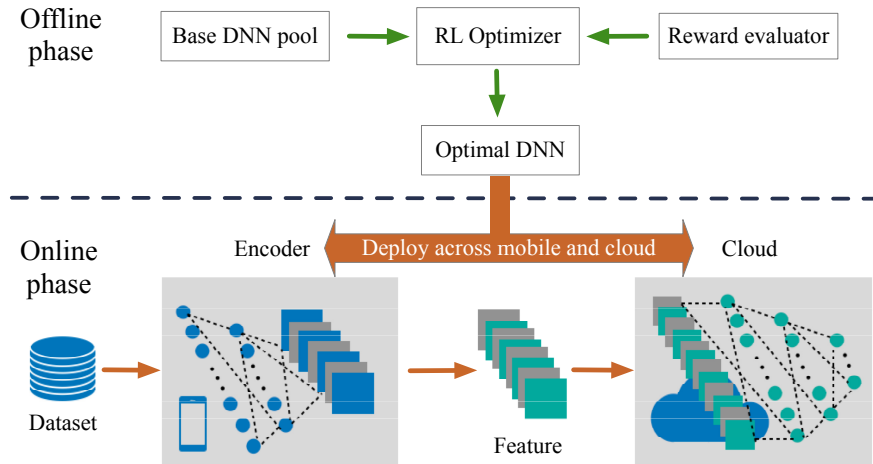 Offline
phase
Base DNN pool
RL Optimizer
Reward evaluator
Optimal DNN
Online
phase
Encoder
Deploy across mobile and cloud
Cloud
Dataset
Feature